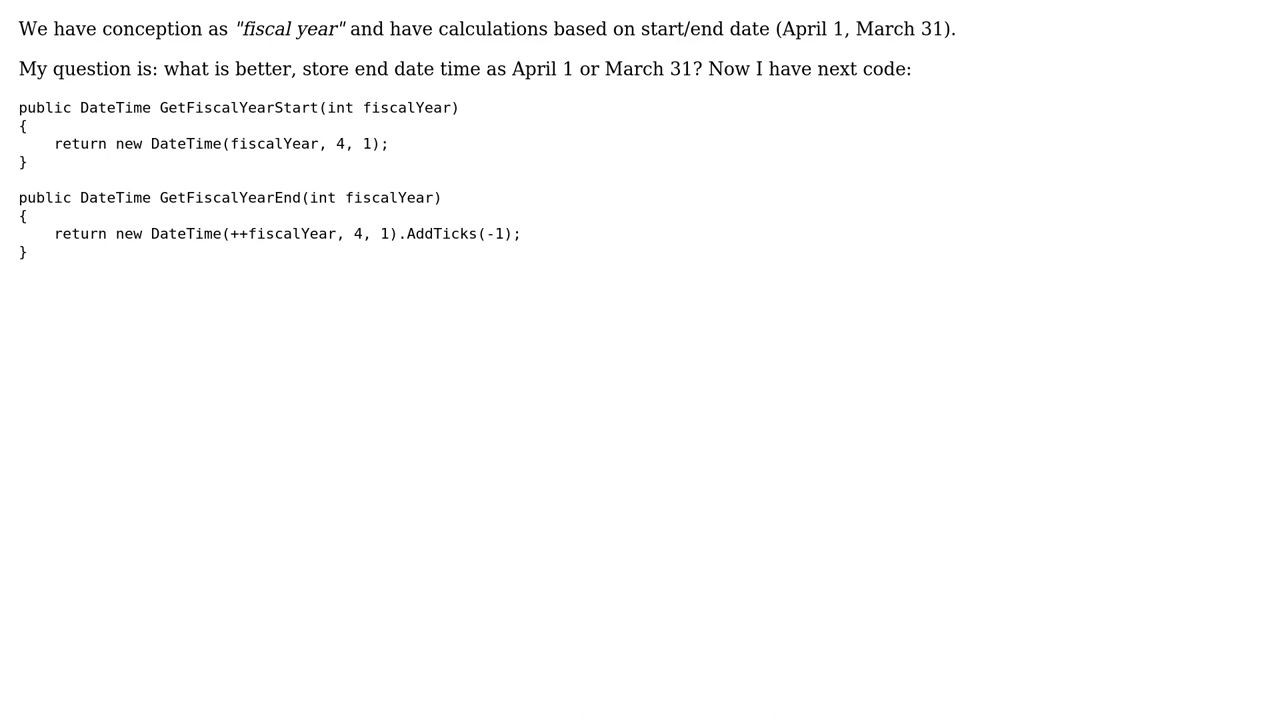 We have conception as "fiscal year" and have calculations based on start/end date (April 1, March 31).
My question is: what is better, store end date time as April 1 or March 31? Now I have next code:
public DateTime GetFiscalYearStart(int fiscalYear)
{
    return new DateTime(fiscalYear, 4, 1);
}

public DateTime GetFiscalYearEnd(int fiscalYear)
{
    return new DateTime(++fiscalYear, 4, 1).AddTicks(-1);
}